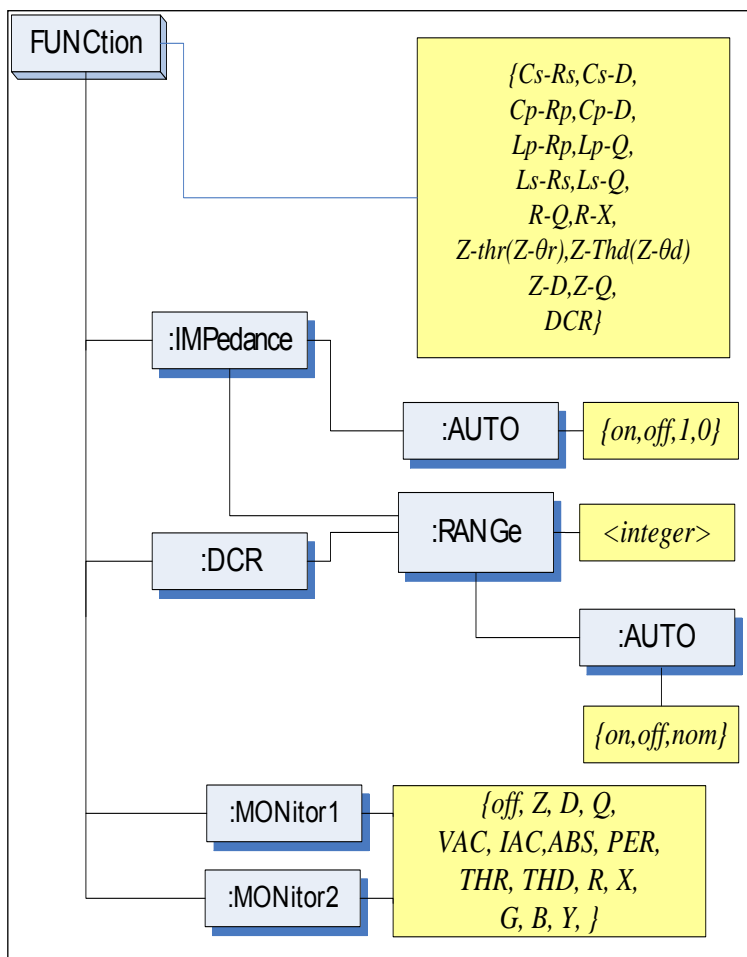 FUNCtion
{Cs-Rs,Cs-D,
Cp-Rp,Cp-D,
Lp-Rp,Lp-Q,
Ls-Rs,Ls-Q,
R-Q,R-X,
Z-thr(Z-θr),Z-Thd(Z-θd)
Z-D,Z-Q,
DCR}
:IMPedance
:AUTO
{on,off,1,0}
:RANGe
<integer>
:DCR
:AUTO
{on,off,nom}
:MONitor1
{off, Z, D, Q,
VAC, IAC,ABS, PER,
THR, THD, R, X,
G, B, Y, }
:MONitor2